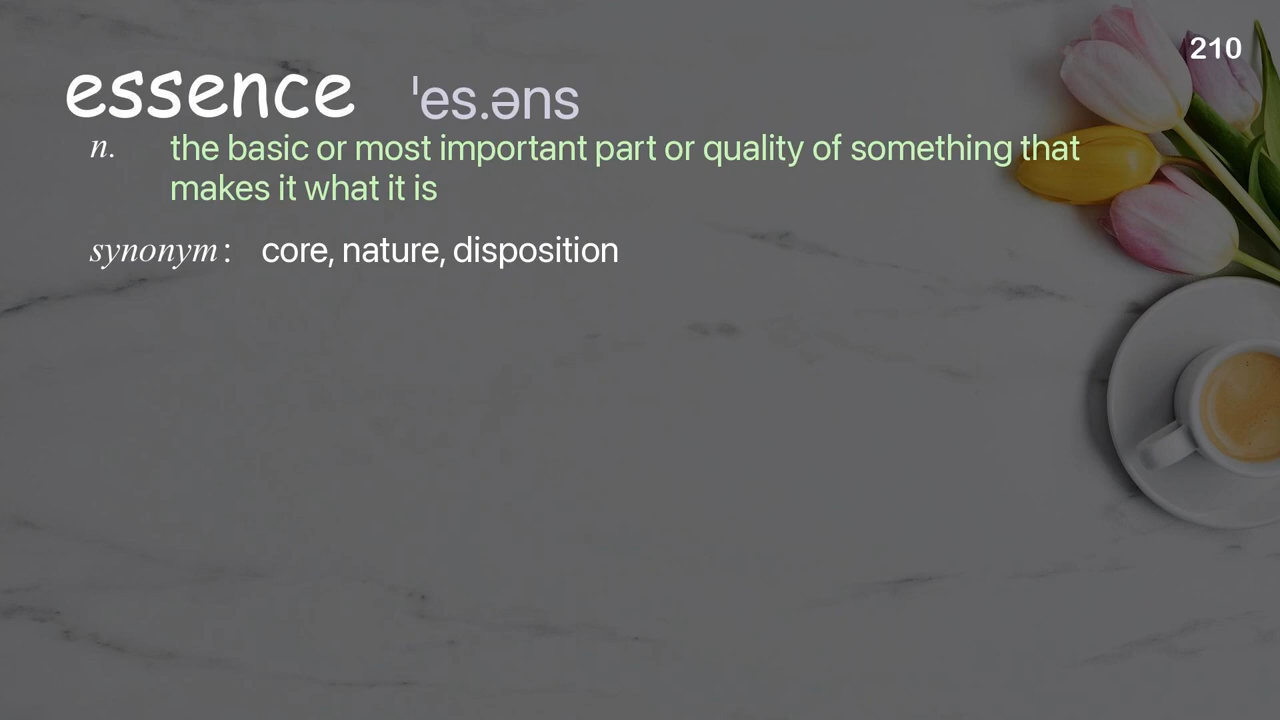 210
essence ˈes.əns
n. the basic or most important part or quality of something that
makes it what it is
synonym: core, nature, disposition